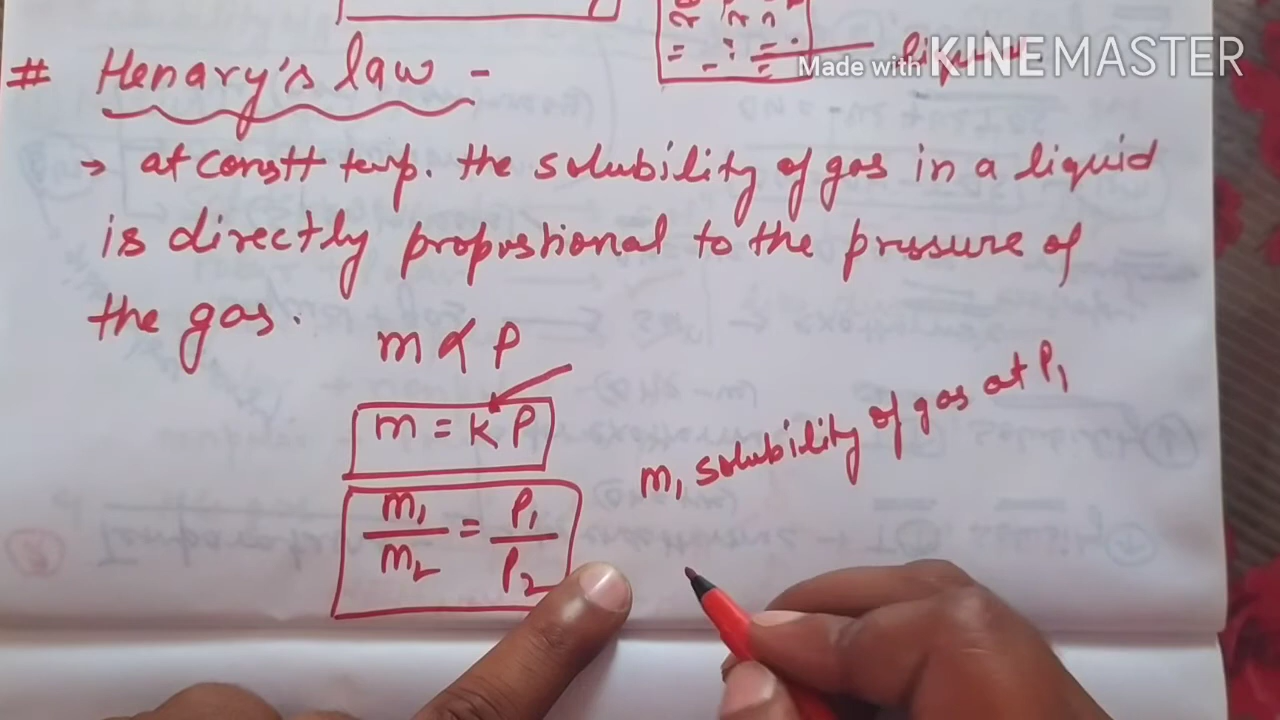 Made with KINEMASTER
# Henary's law -
→ at constt temp. the solubility of gas in a liquid
is directly proportional to the pressure of
the gas.
m ∝ P
m = K P
m1/m2 = P1/P2
m1 solubility of gas at P1